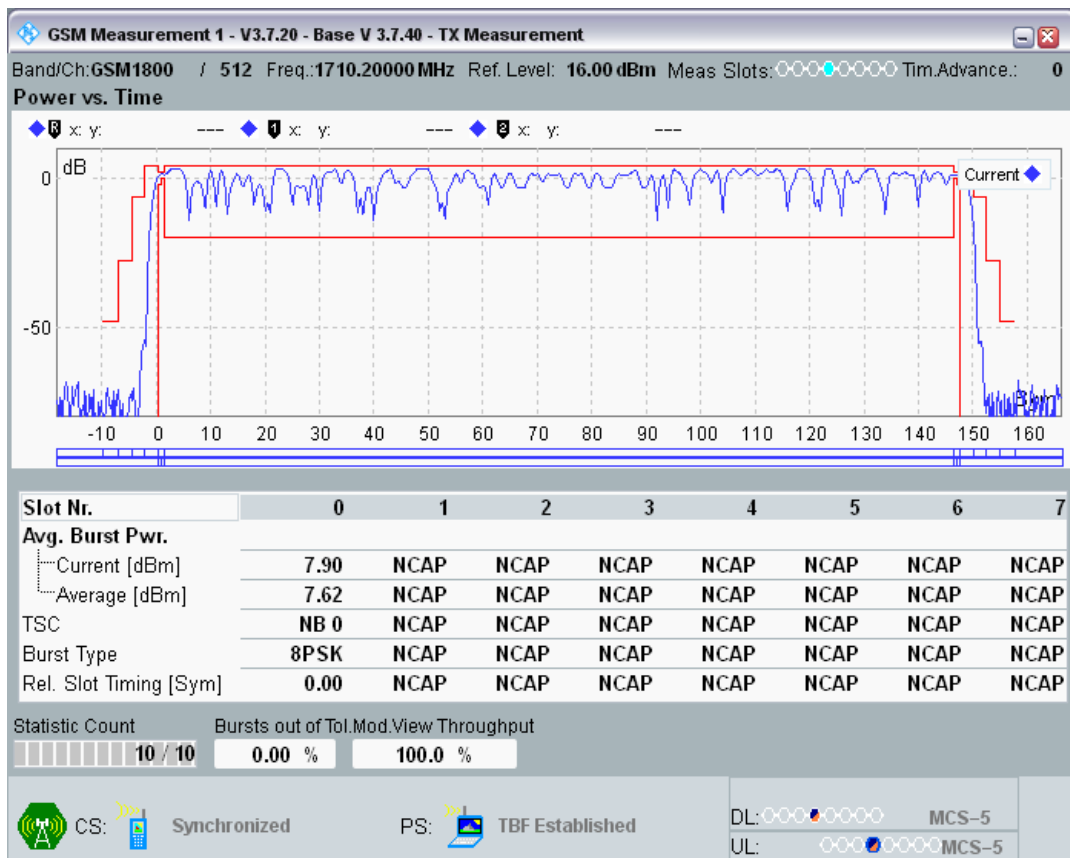 GSM Measurement 1 - V3.7.20 - Base V 3.7.40 - TX Measurement
Band/Ch:GSM1800 / 512 Freq.:1710.20000 MHz Ref. Level: 16.00 dBm Meas Slots: Tim.Advance.: 0
Power vs. Time
R x: y: --- 1 x: y: --- 2 x: y: ---
dB
Current
0
-50
-10 0 10 20 30 40 50 60 70 80 90 100 110 120 130 140 150 160
Slot Nr. 0 1 2 3 4 5 6 7
Avg. Burst Pwr.
Current [dBm] 7.90 NCAP NCAP NCAP NCAP NCAP NCAP NCAP
Average [dBm] 7.62 NCAP NCAP NCAP NCAP NCAP NCAP NCAP
TSC NB 0 NCAP NCAP NCAP NCAP NCAP NCAP NCAP
Burst Type 8PSK NCAP NCAP NCAP NCAP NCAP NCAP NCAP
Rel. Slot Timing [Sym] 0.00 NCAP NCAP NCAP NCAP NCAP NCAP NCAP
Statistic Count Bursts out of Tol. Mod.View Throughput
10 / 10 0.00 % 100.0 %
CS: Synchronized PS: TBF Established
DL: MCS-5
UL: MCS-5